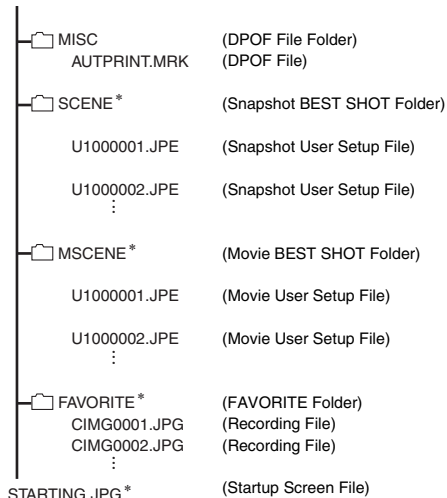 MISC (DPOF File Folder)
AUTPRINT.MRK (DPOF File)
SCENE* (Snapshot BEST SHOT Folder)
U1000001.JPE (Snapshot User Setup File)
U1000002.JPE (Snapshot User Setup File)
⋮
MSCENE* (Movie BEST SHOT Folder)
U1000001.JPE (Movie User Setup File)
U1000002.JPE (Movie User Setup File)
⋮
FAVORITE* (FAVORITE Folder)
CIMG0001.JPG (Recording File)
CIMG0002.JPG (Recording File)
⋮
STARTING.JPG* (Startup Screen File)